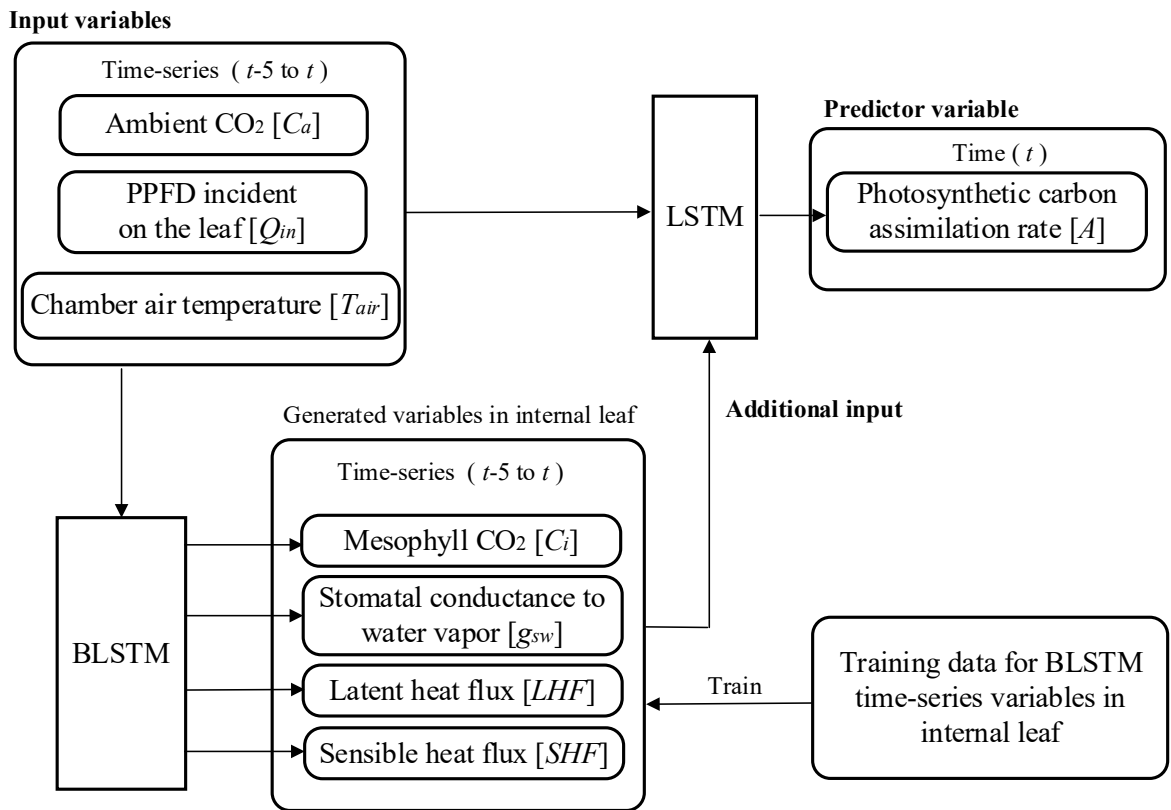 Input variables
Time-series ( t-5 to t )
Ambient CO2 [Ca]
PPFD incident
on the leaf [Qin]
Chamber air temperature [Tair]
LSTM
Predictor variable
Time ( t )
Photosynthetic carbon
assimilation rate [A]
Additional input
Generated variables in internal leaf
Time-series ( t-5 to t )
BLSTM
Mesophyll CO2 [Ci]
Stomatal conductance to
water vapor [gsw]
Latent heat flux [LHF]
Sensible heat flux [SHF]
Train
Training data for BLSTM
time-series variables in
internal leaf